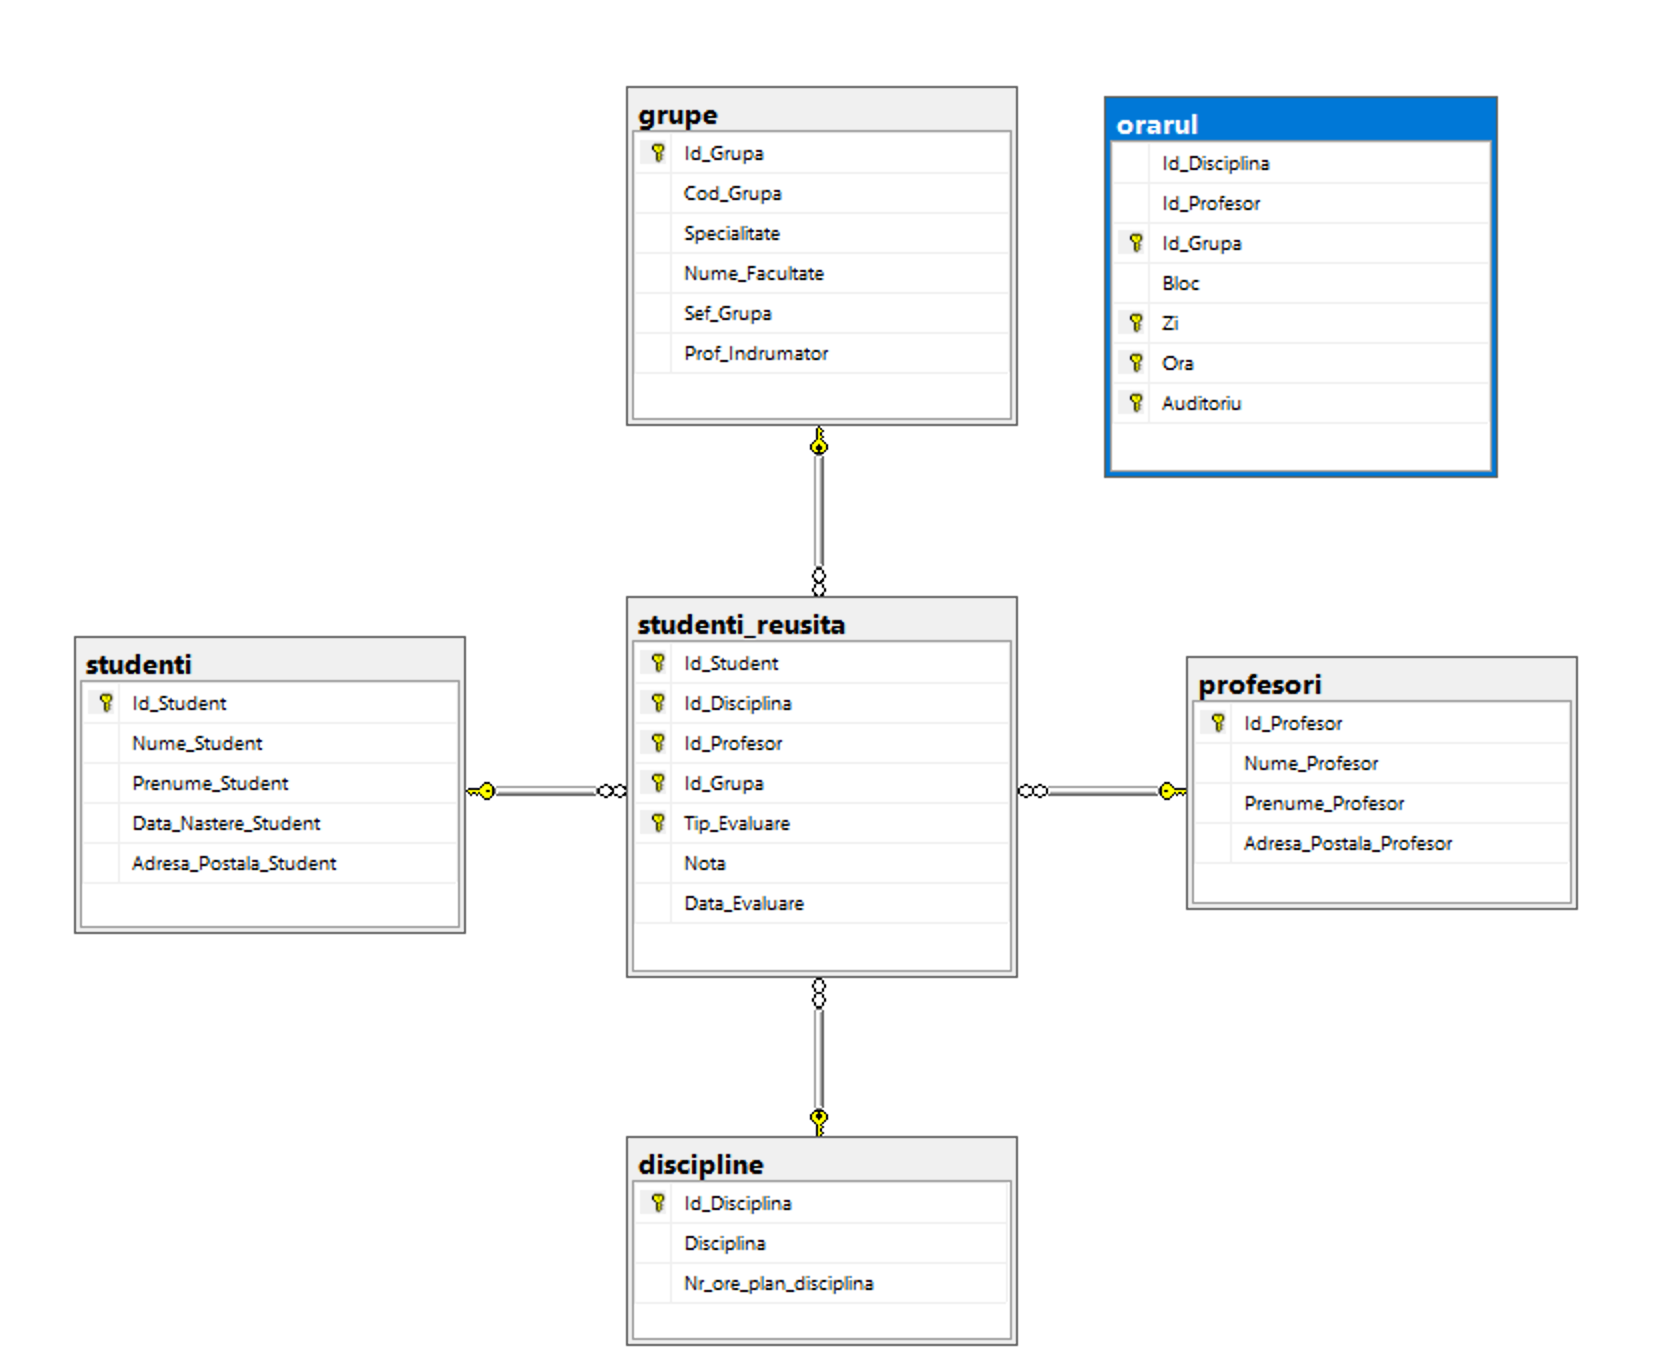 grupe
Id_Grupa
Cod_Grupa
Specialitate
Nume_Facultate
Sef_Grupa
Prof_Indrumator
orarul
Id_Disciplina
Id_Profesor
Id_Grupa
Bloc
Zi
Ora
Auditoriu
studenti
Id_Student
Nume_Student
Prenume_Student
Data_Nastere_Student
Adresa_Postala_Student
studenti_reusita
Id_Student
Id_Disciplina
Id_Profesor
Id_Grupa
Tip_Evaluare
Nota
Data_Evaluare
profesori
Id_Profesor
Nume_Profesor
Prenume_Profesor
Adresa_Postala_Profesor
discipline
Id_Disciplina
Disciplina
Nr_ore_plan_disciplina